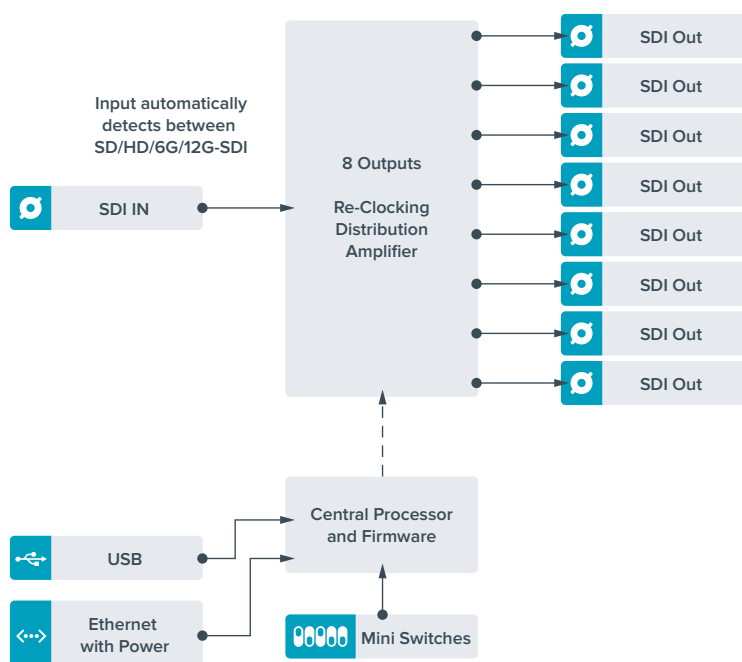 SDI Out
SDI Out
Input automatically
detects between
SD/HD/6G/12G-SDI
SDI Out
8 Outputs
SDI Out
SDI IN
Re-Clocking
Distribution
Amplifier
SDI Out
SDI Out
SDI Out
SDI Out
Central Processor
and Firmware
USB
Ethernet
with Power
Mini Switches